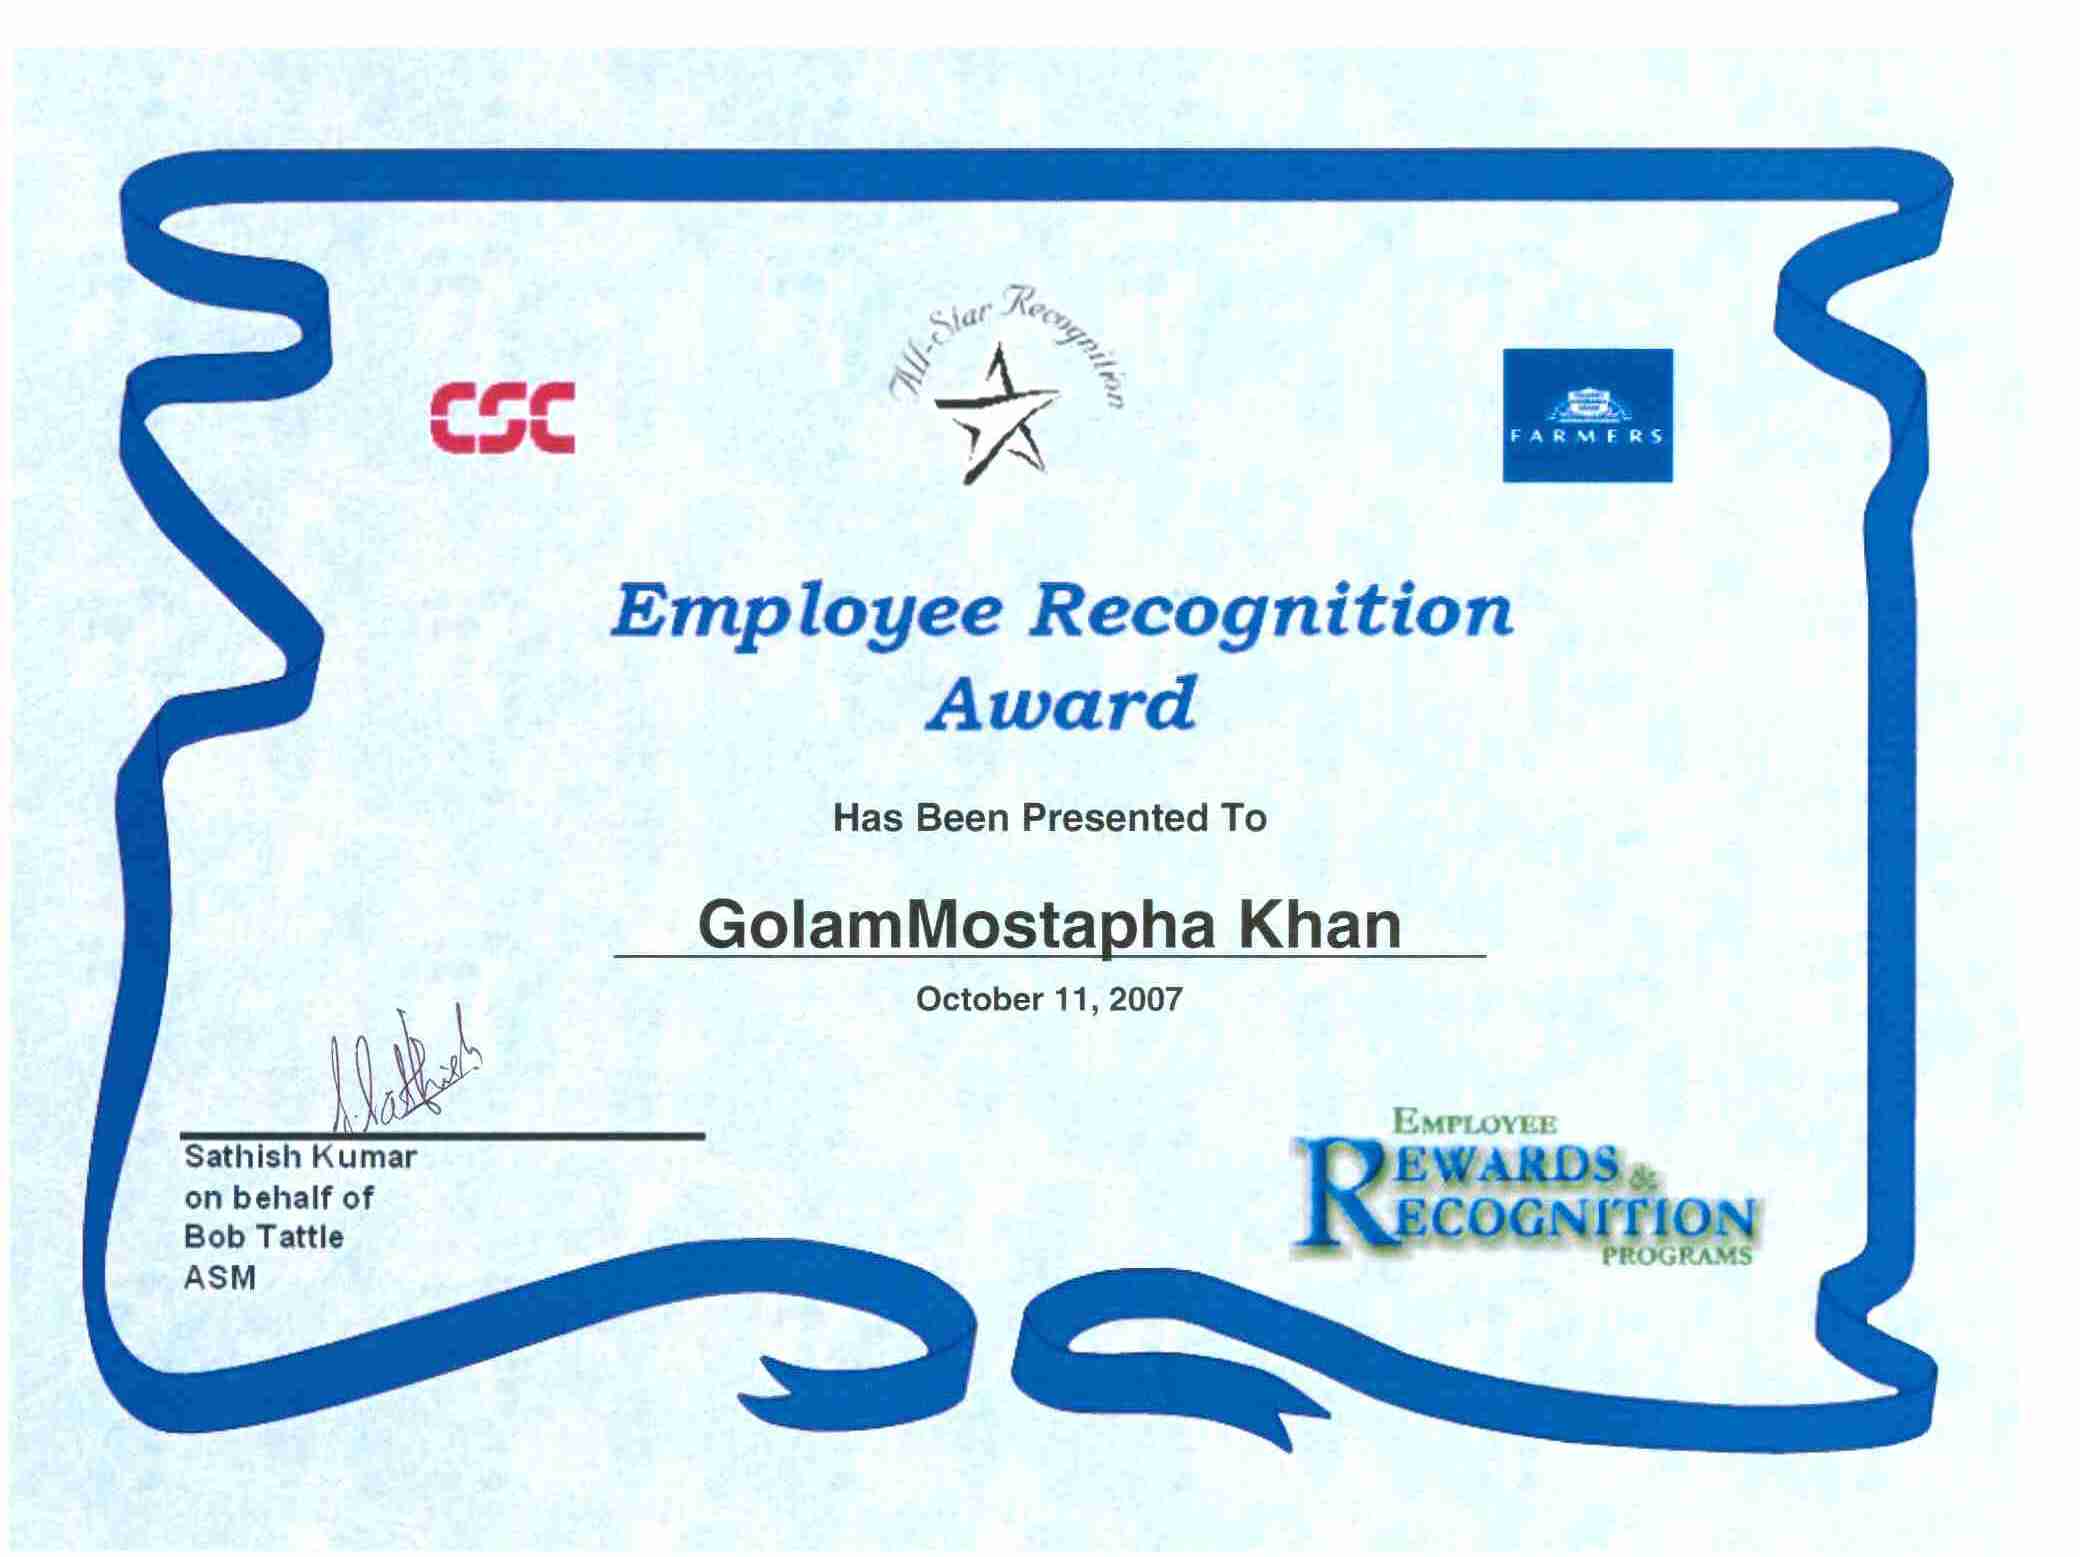 All-Star Recognition
CSC
FARMERS
Employee Recognition
Award
Has Been Presented To
GolamMostapha Khan
October 11, 2007
S. Sathish
Sathish Kumar
on behalf of
Bob Tattle
ASM
EMPLOYEE
REWARDS &
RECOGNITION
PROGRAMS